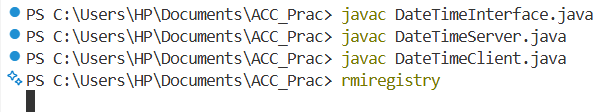 PS C:\Users\HP\Documents\ACC_Prac> javac DateTimeInterface.java
PS C:\Users\HP\Documents\ACC_Prac> javac DateTimeServer.java
PS C:\Users\HP\Documents\ACC_Prac> javac DateTimeClient.java
PS C:\Users\HP\Documents\ACC_Prac> rmiregistry